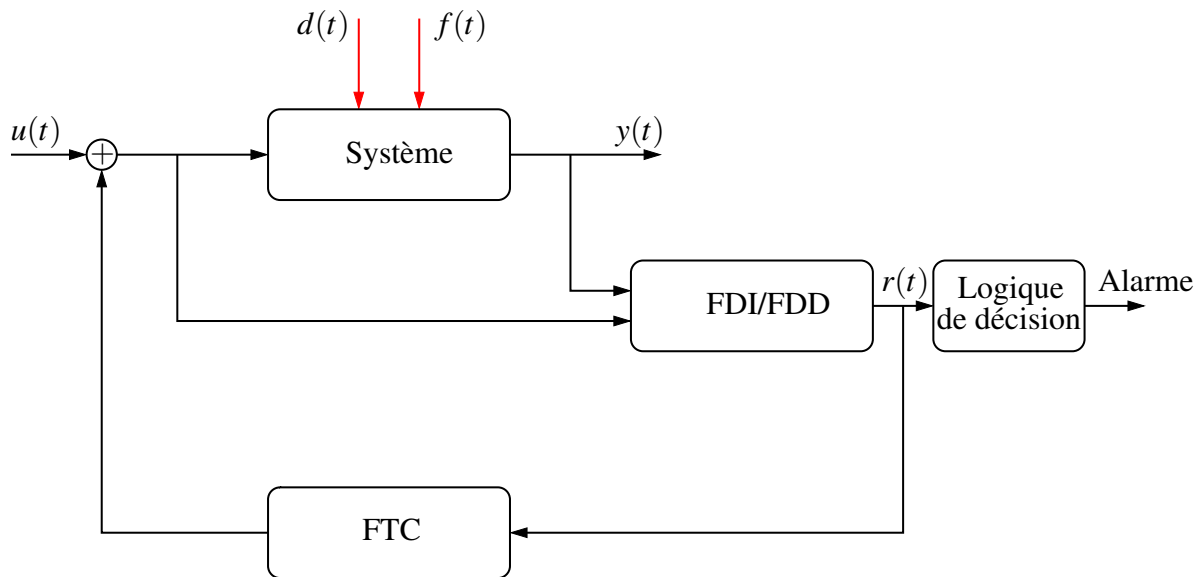 d(t)
f(t)
u(t)
+
Système
y(t)
FDI/FDD
r(t)
Logique
de décision
Alarme
FTC